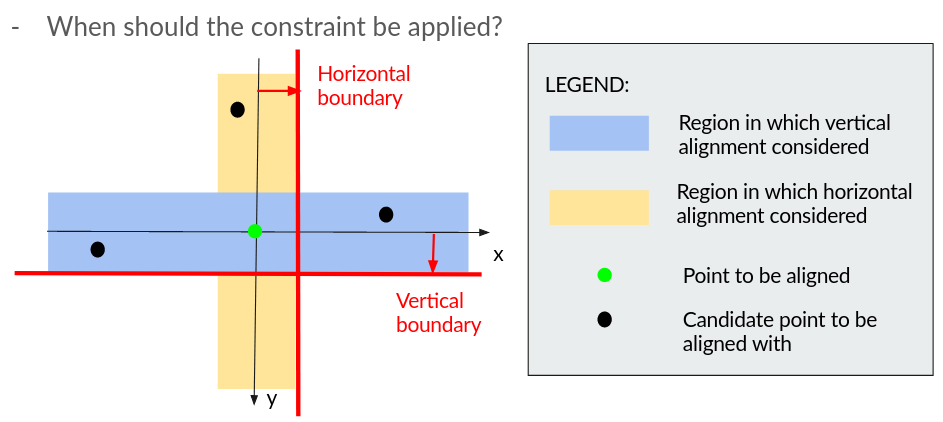 - When should the constraint be applied?
Horizontal
boundary
x
Vertical
boundary
y
LEGEND:
Region in which vertical
alignment considered
Region in which horizontal
alignment considered
Point to be aligned
Candidate point to be
aligned with